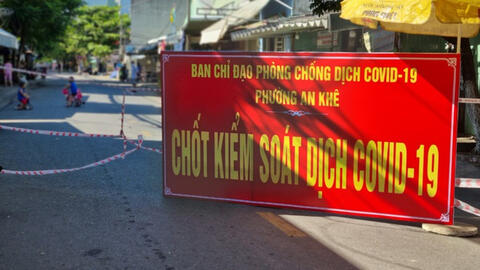 BAN CHỈ ĐẠO PHÒNG CHỐNG DỊCH COVID-19
PHƯỜNG AN KHÊ
CHỐT KIỂM SOÁT DỊCH COVID-19